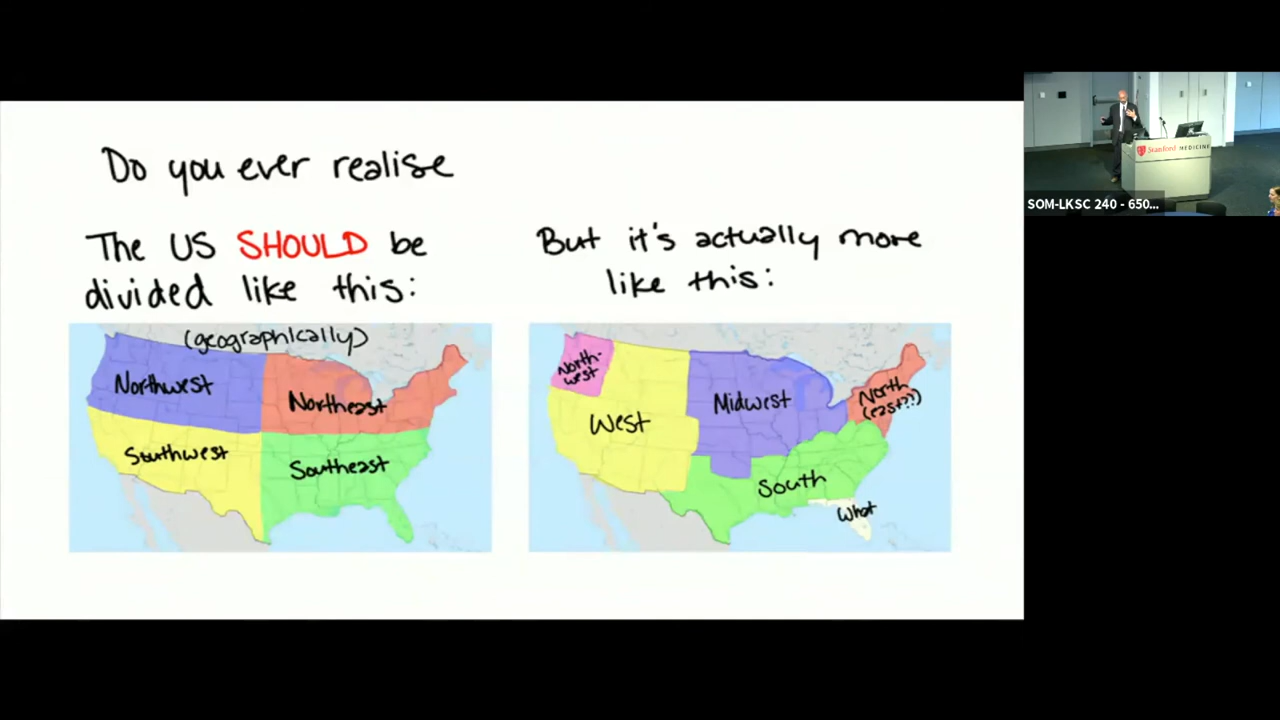 Do you ever realise
The US SHOULD be
divided like this:
But it's actually more
like this:
(geographically)
Northwest
Northeast
Southwest
Southeast
North-
west
West
Midwest
North
(east??)
South
What
Stanford MEDICINE
SOM-LKSC 240 - 650...